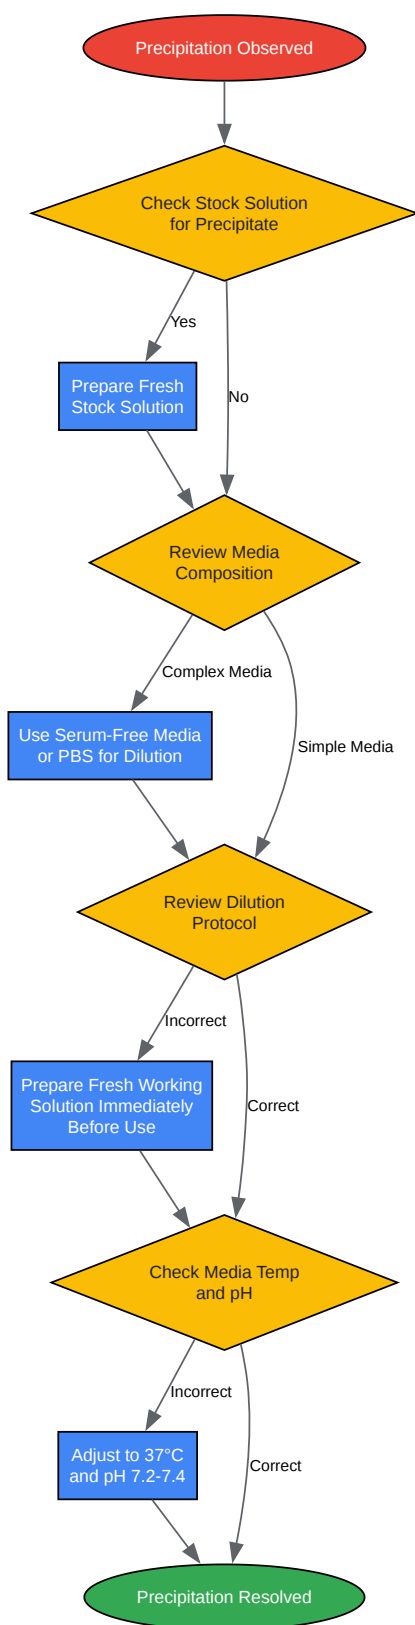 Precipitation Observed
Check Stock Solution
for Precipitate
Yes
Prepare Fresh
Stock Solution
No
Review Media
Composition
Complex Media
Use Serum-Free Media
or PBS for Dilution
Simple Media
Review Dilution
Protocol
Incorrect
Prepare Fresh Working
Solution Immediately
Before Use
Correct
Check Media Temp
and pH
Incorrect
Adjust to 37°C
and pH 7.2-7.4
Correct
Precipitation Resolved